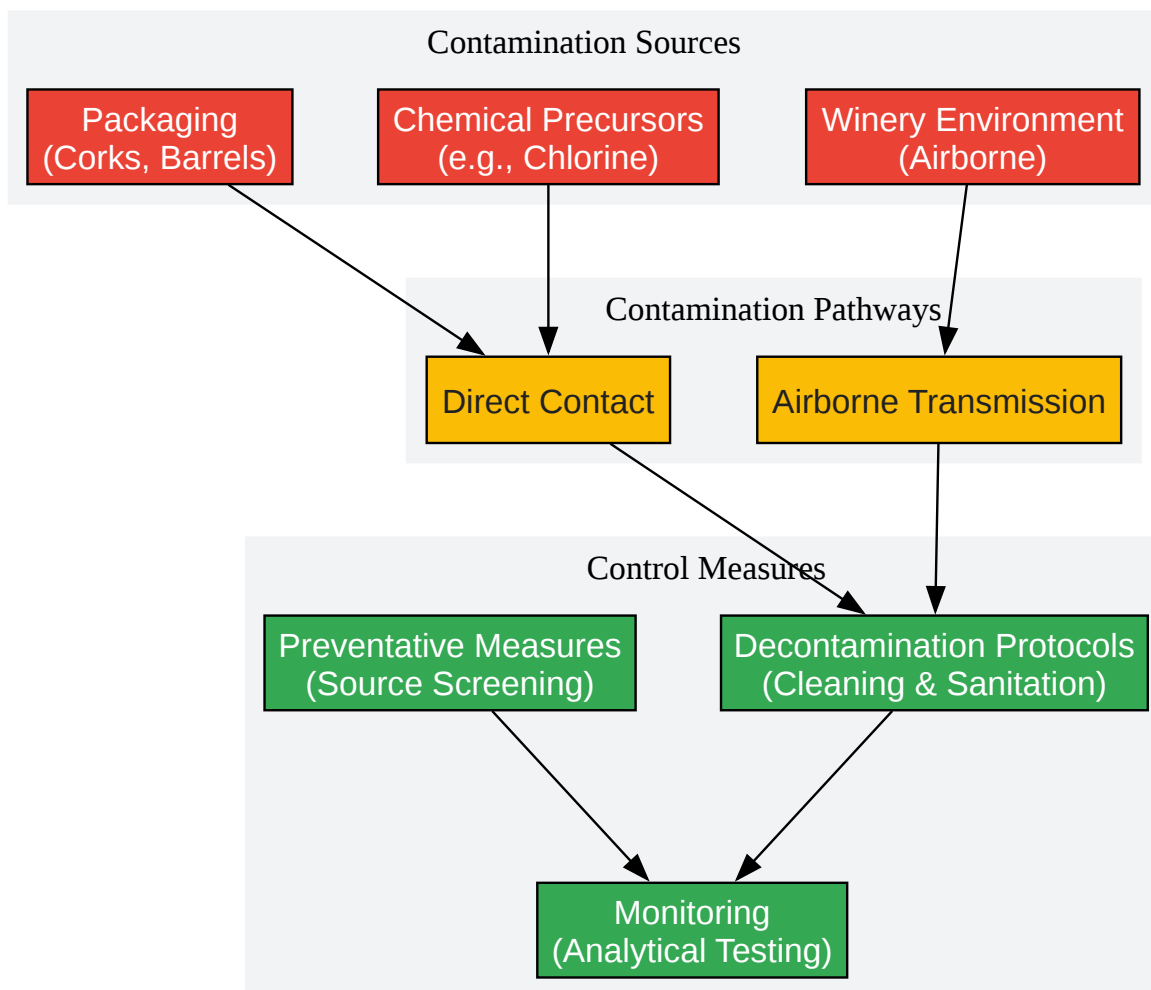 Contamination Sources
Packaging
(Corks, Barrels)
Chemical Precursors
(e.g., Chlorine)
Winery Environment
(Airborne)
Contamination Pathways
Direct Contact
Airborne Transmission
Control Measures
Preventative Measures
(Source Screening)
Decontamination Protocols
(Cleaning & Sanitation)
Monitoring
(Analytical Testing)